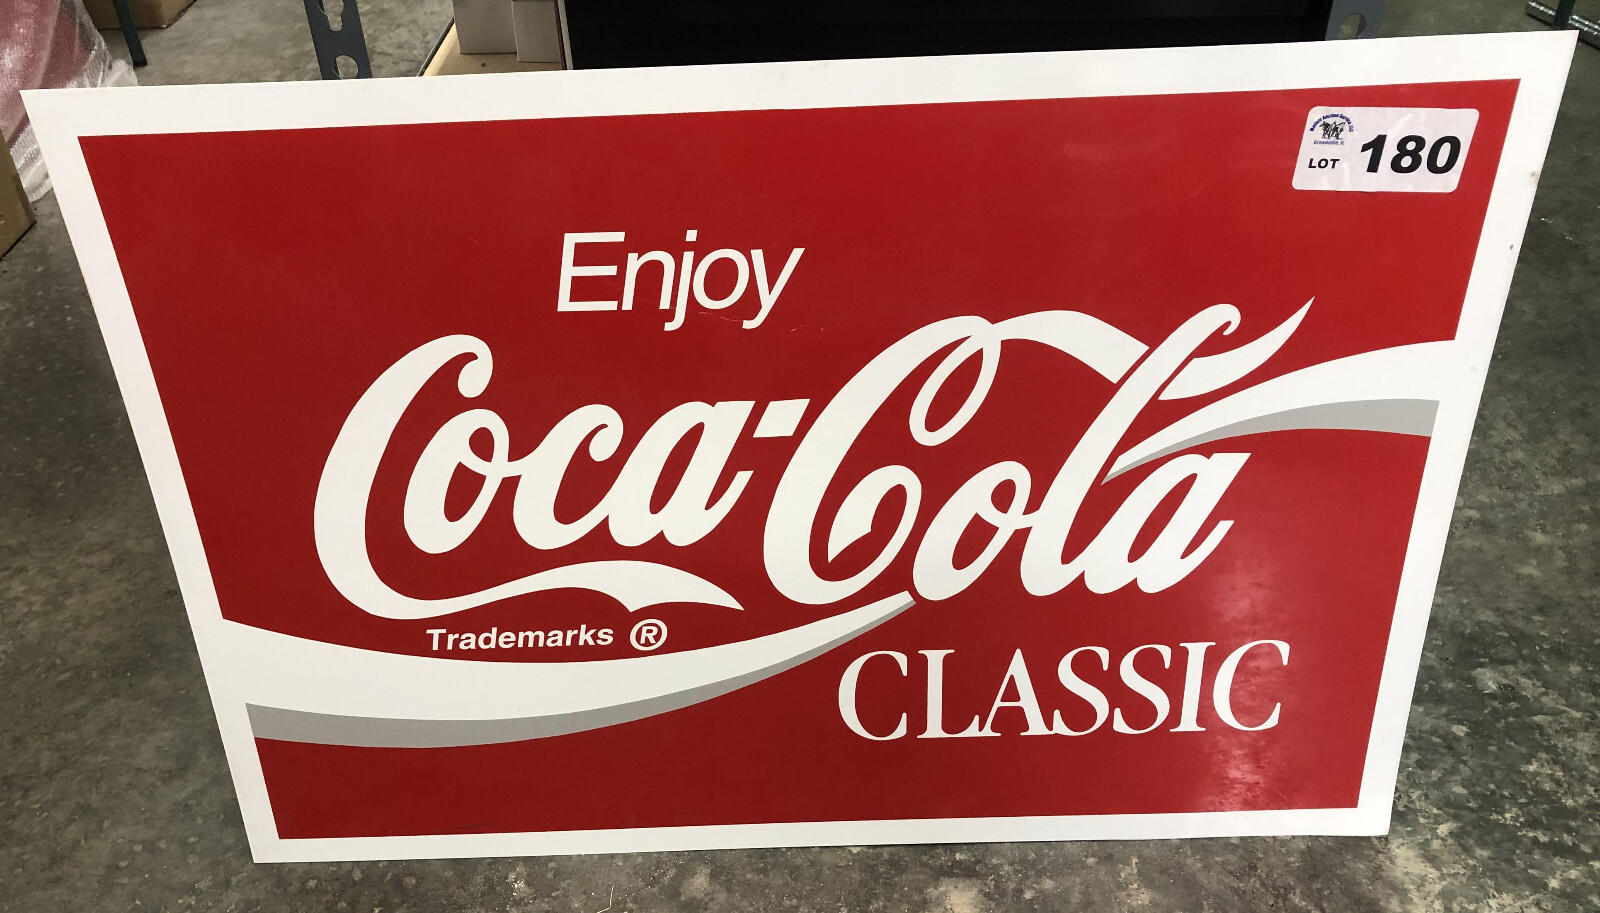 LOT 180
Enjoy
Coca-Cola
Trademarks ®
CLASSIC